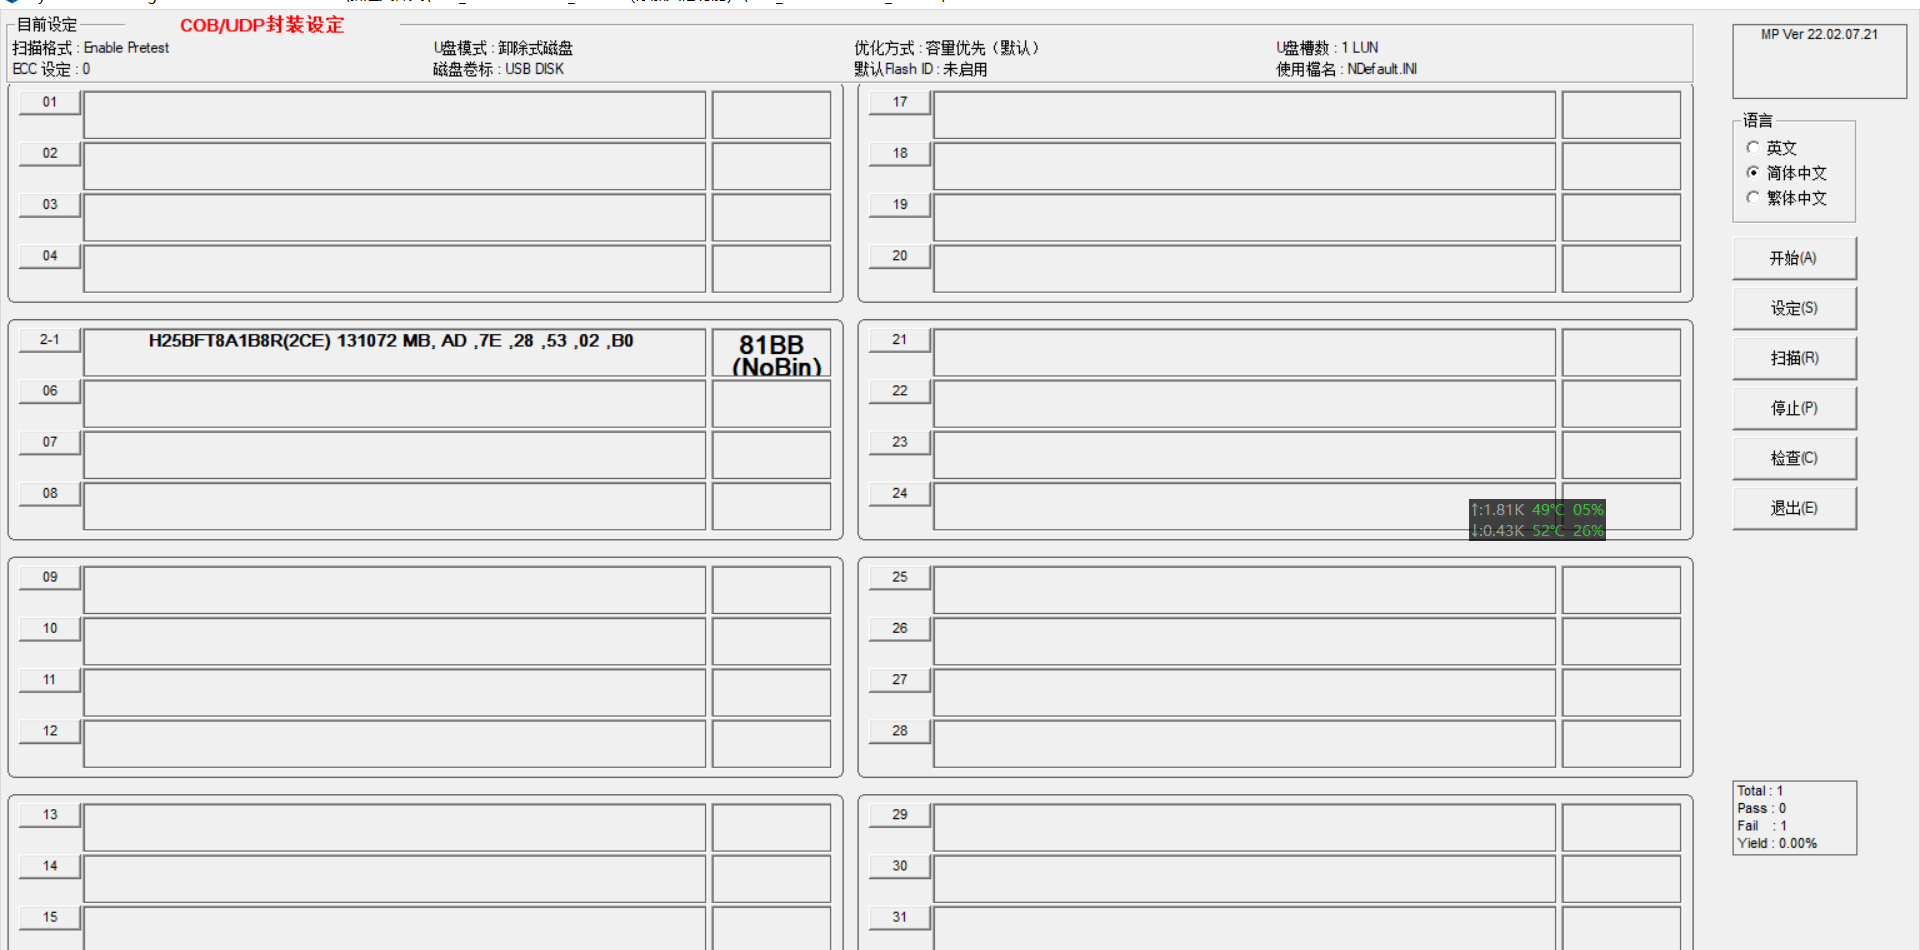 目前设定 COB/UDP封装设定
扫描格式 : Enable Pretest U盘模式 : 卸除式磁盘 优化方式 : 容量优先（默认） U盘槽数 : 1 LUN
ECC 设定 : 0 磁盘卷标 : USB DISK 默认Flash ID : 未启用 使用檔名 : NDefault.INI
MP Ver 22.02.07.21
语言
英文
简体中文
繁体中文
开始(A)
设定(S)
扫描(R)
停止(P)
检查(C)
退出(E)
01
02
03
04
2-1 H25BFT8A1B8R(2CE) 131072 MB, AD ,7E ,28 ,53 ,02 ,B0 81BB
(NoBin)
06
07
08
09
10
11
12
13
14
15
17
18
19
20
21
22
23
24
↑:1.81K 49℃ 05%
↓:0.43K 52℃ 26%
25
26
27
28
29
30
31
Total : 1
Pass : 0
Fail : 1
Yield : 0.00%